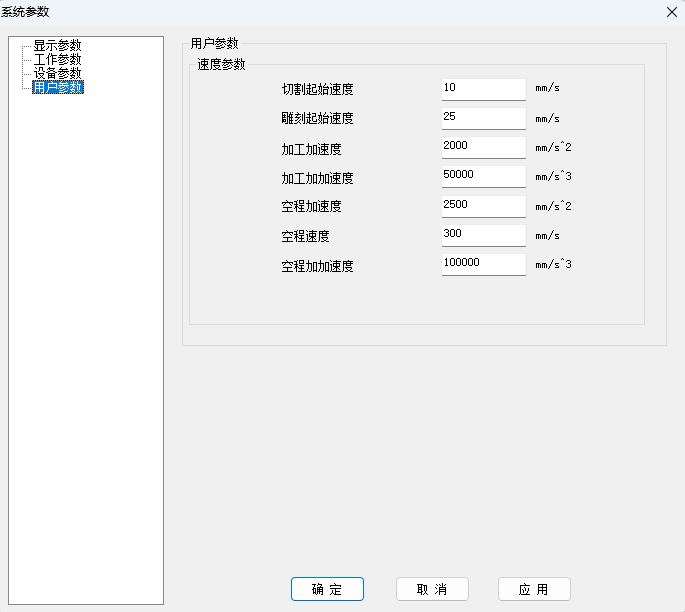 系统参数
显示参数
工作参数
设备参数
用户参数
用户参数
速度参数
切割起始速度 10 mm/s
雕刻起始速度 25 mm/s
加工加速度 2000 mm/s^2
加工加加速度 50000 mm/s^3
空程加速度 2500 mm/s^2
空程速度 300 mm/s
空程加加速度 100000 mm/s^3
确 定 取 消 应 用